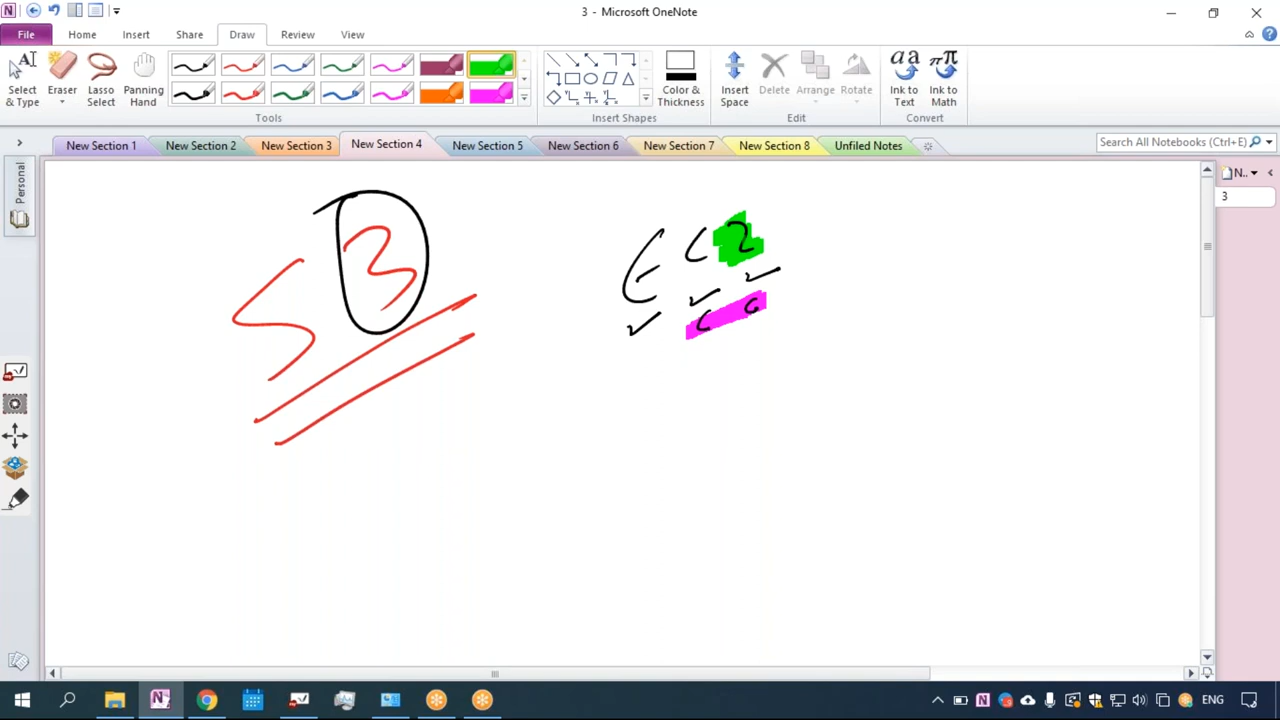 3 - Microsoft OneNote
File Home Insert Share Draw Review View
Select & Type Eraser Lasso Select Panning Hand Color & Thickness Insert Space Delete Arrange Rotate Ink to Text Ink to Math
Tools Insert Shapes Edit Convert
New Section 1 New Section 2 New Section 3 New Section 4 New Section 5 New Section 6 New Section 7 New Section 8 Unfiled Notes Search All Notebooks (Ctrl+E) N..
Personal
3
S3
EC2
ENG